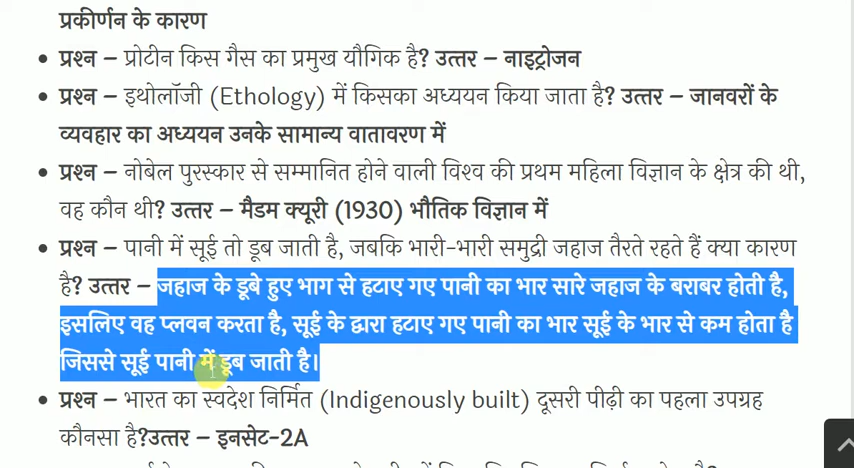 प्रकीर्णन के कारण
• प्रश्न – प्रोटीन किस गैस का प्रमुख यौगिक है? उत्तर – नाइट्रोजन
• प्रश्न – इथोलॉजी (Ethology) में किसका अध्ययन किया जाता है? उत्तर – जानवरों के
व्यवहार का अध्ययन उनके सामान्य वातावरण में
• प्रश्न – नोबेल पुरस्कार से सम्मानित होने वाली विश्व की प्रथम महिला विज्ञान के क्षेत्र की थी,
वह कौन थी? उत्तर – मैडम क्यूरी (1930) भौतिक विज्ञान में
• प्रश्न – पानी में सूई तो डूब जाती है, जबकि भारी-भारी समुद्री जहाज तैरते रहते हैं क्या कारण
है? उत्तर – जहाज के डूबे हुए भाग से हटाए गए पानी का भार सारे जहाज के बराबर होती है,
इसलिए वह प्लवन करता है, सूई के द्वारा हटाए गए पानी का भार सूई के भार से कम होता है
जिससे सूई पानी में डूब जाती है।
• प्रश्न – भारत का स्वदेश निर्मित (Indigenously built) दूसरी पीढ़ी का पहला उपग्रह
कौनसा है?उत्तर – इनसेट-2A